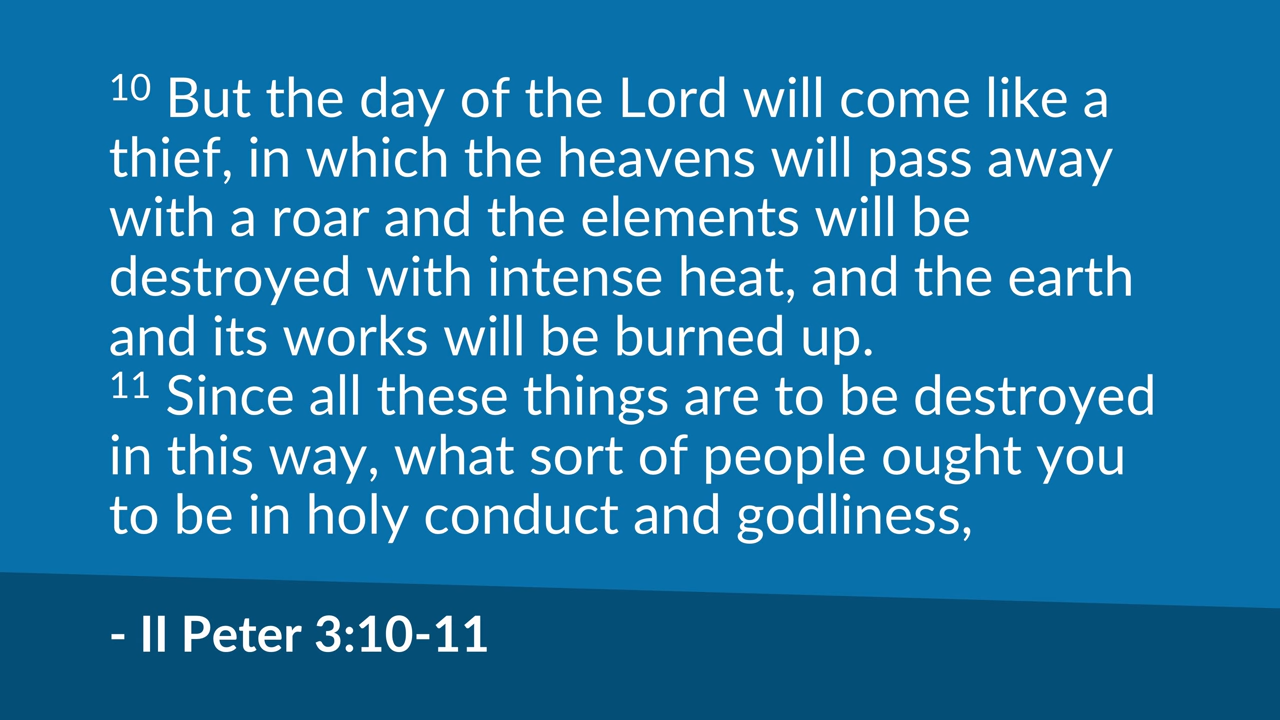 10 But the day of the Lord will come like a
thief, in which the heavens will pass away
with a roar and the elements will be
destroyed with intense heat, and the earth
and its works will be burned up.
11 Since all these things are to be destroyed
in this way, what sort of people ought you
to be in holy conduct and godliness,
- II Peter 3:10-11